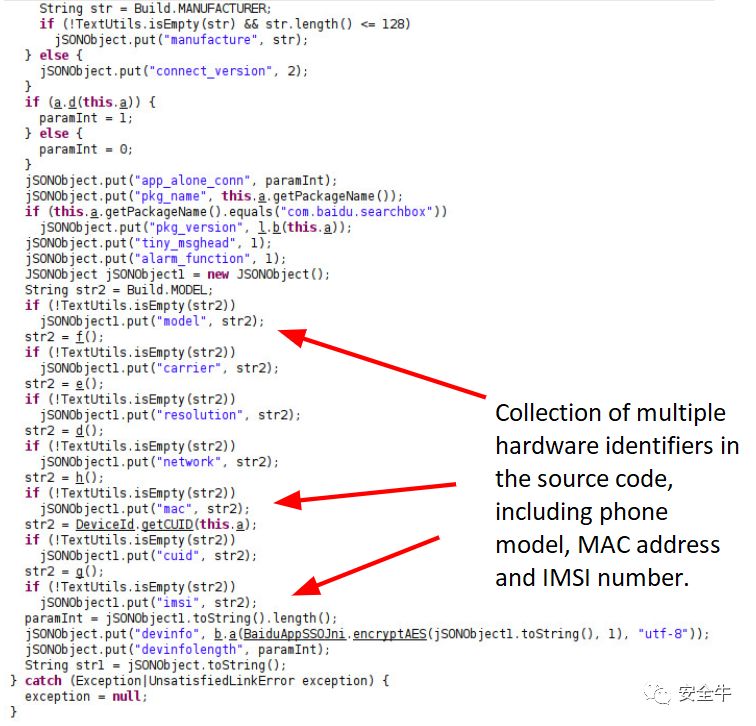 String str = Build.MANUFACTURER;
if (!TextUtils.isEmpty(str) && str.length() <= 128)
jSONObject.put("manufacture", str);
} else {
jSONObject.put("connect_version", 2);
}
if (a.d(this.a)) {
paramInt = 1;
} else {
paramInt = 0;
}
jSONObject.put("app_alone_conn", paramInt);
jSONObject.put("pkg_name", this.a.getPackageName());
if (this.a.getPackageName().equals("com.baidu.searchbox"))
jSONObject.put("pkg_version", l.b(this.a));
jSONObject.put("tiny_msghead", 1);
jSONObject.put("alarm_function", 1);
JSONObject jSONObject1 = new JSONObject();
String str2 = Build.MODEL;
if (!TextUtils.isEmpty(str2))
jSONObject1.put("model", str2);
str2 = f();
if (!TextUtils.isEmpty(str2))
jSONObject1.put("carrier", str2);
str2 = e();
if (!TextUtils.isEmpty(str2))
jSONObject1.put("resolution", str2);
str2 = d();
if (!TextUtils.isEmpty(str2))
jSONObject1.put("network", str2);
str2 = h();
if (!TextUtils.isEmpty(str2))
jSONObject1.put("mac", str2);
str2 = DeviceId.getCUID(this.a);
if (!TextUtils.isEmpty(str2))
jSONObject1.put("cuid", str2);
str2 = g();
if (!TextUtils.isEmpty(str2))
jSONObject1.put("imsi", str2);
paramInt = jSONObject1.toString().length();
jSONObject.put("devinfo", b.a(BaiduAppSSOJni.encryptAES(jSONObject1.toString(), 1), "utf-8"));
jSONObject.put("devinfolength", paramInt);
String str1 = jSONObject.toString();
} catch (Exception|UnsatisfiedLinkError exception) {
exception = null;
}
Collection of multiple
hardware identifiers in
the source code,
including phone
model, MAC address
and IMSI number.
安全牛